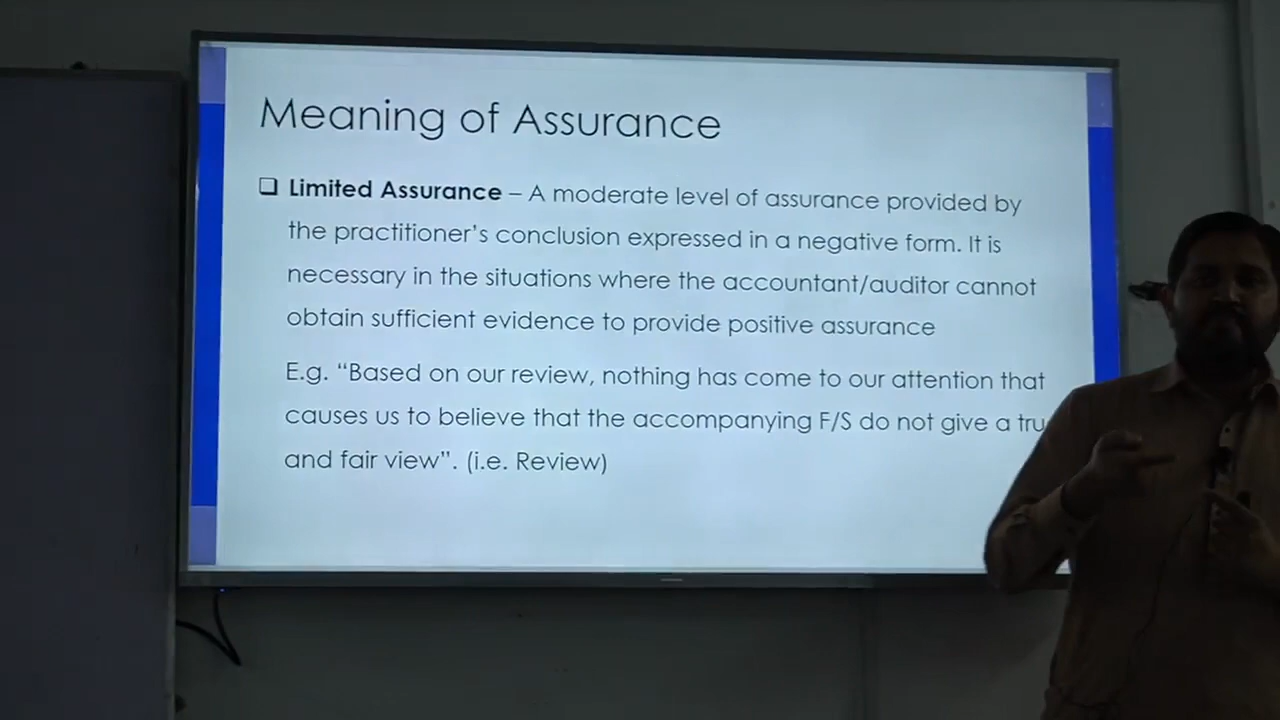 Meaning of Assurance
❑ Limited Assurance – A moderate level of assurance provided by
the practitioner's conclusion expressed in a negative form. It is
necessary in the situations where the accountant/auditor cannot
obtain sufficient evidence to provide positive assurance
E.g. “Based on our review, nothing has come to our attention that
causes us to believe that the accompanying F/S do not give a tru
and fair view”. (i.e. Review)